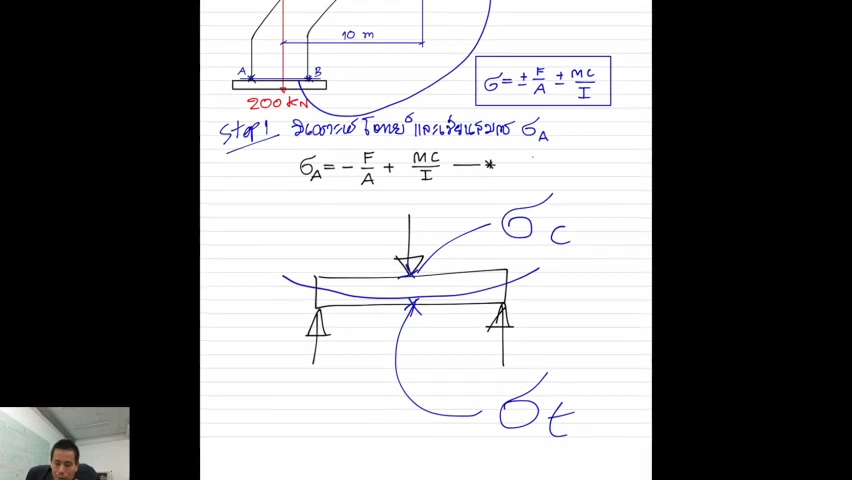 10 m
A B
200 kN
σ = ± F/A ± MC/I
Step 1 วิเคราะห์โจทย์และเขียนสมการ σA
σA = - F/A + MC/I — *
σc
σt